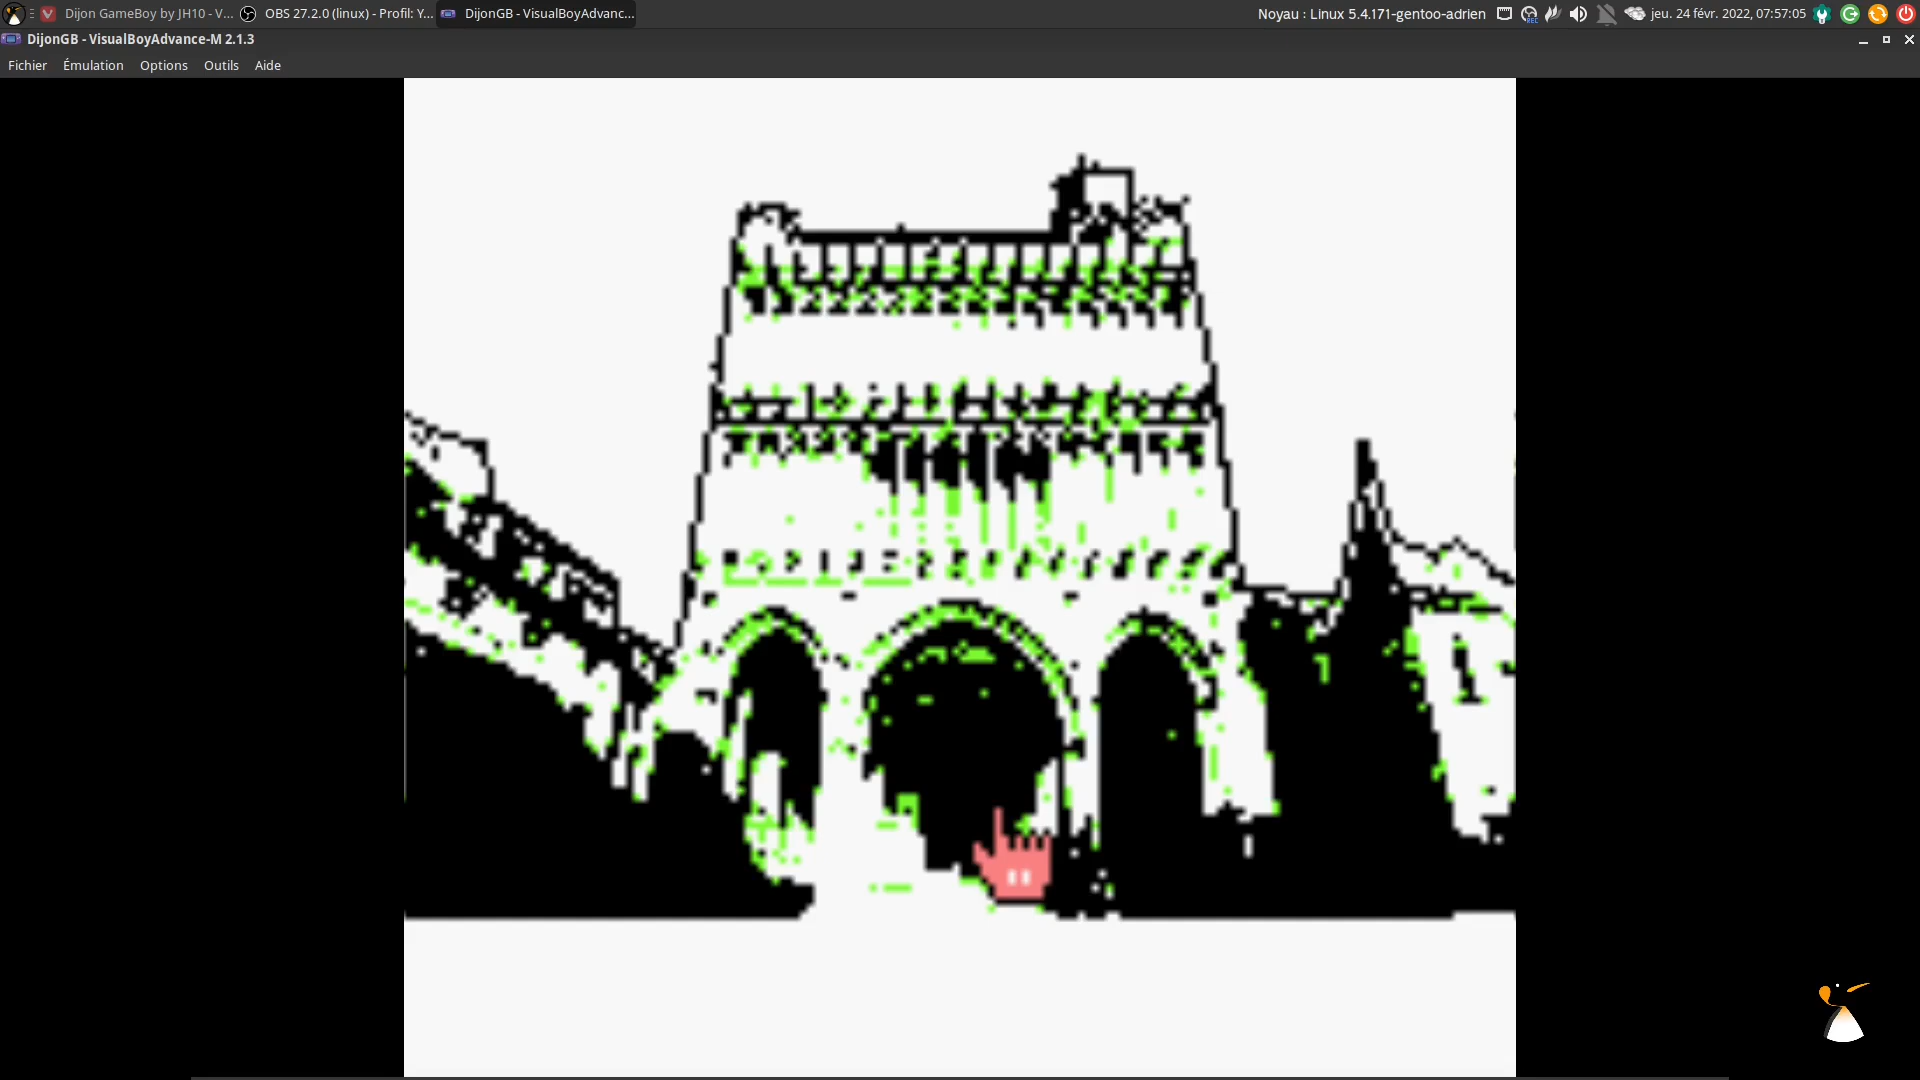 Dijon GameBoy by JH10 - V... OBS 27.2.0 (linux) - Profil: Y... DijonGB - VisualBoyAdvanc... Noyau : Linux 5.4.171-gentoo-adrien REC jeu. 24 févr. 2022, 07:57:05
DijonGB - VisualBoyAdvance-M 2.1.3
Fichier Émulation Options Outils Aide